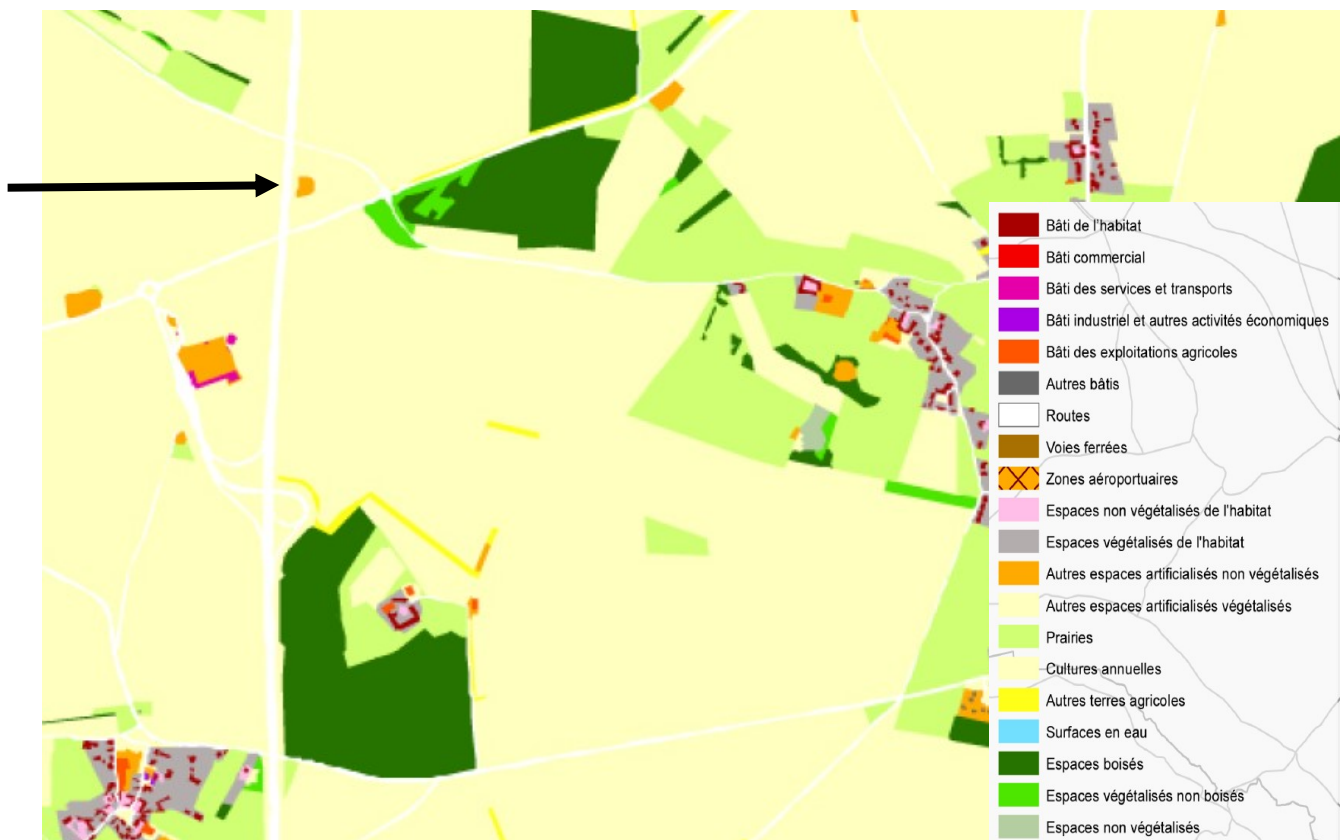 Bâti de l'habitat
Bâti commercial
Bâti des services et transports
Bâti industriel et autres activités économiques
Bâti des exploitations agricoles
Autres bâtis
Routes
Voies ferrées
Zones aéroportuaires
Espaces non végétalisés de l'habitat
Espaces végétalisés de l'habitat
Autres espaces artificialisés non végétalisés
Autres espaces artificialisés végétalisés
Prairies
Cultures annuelles
Autres terres agricoles
Surfaces en eau
Espaces boisés
Espaces végétalisés non boisés
Espaces non végétalisés